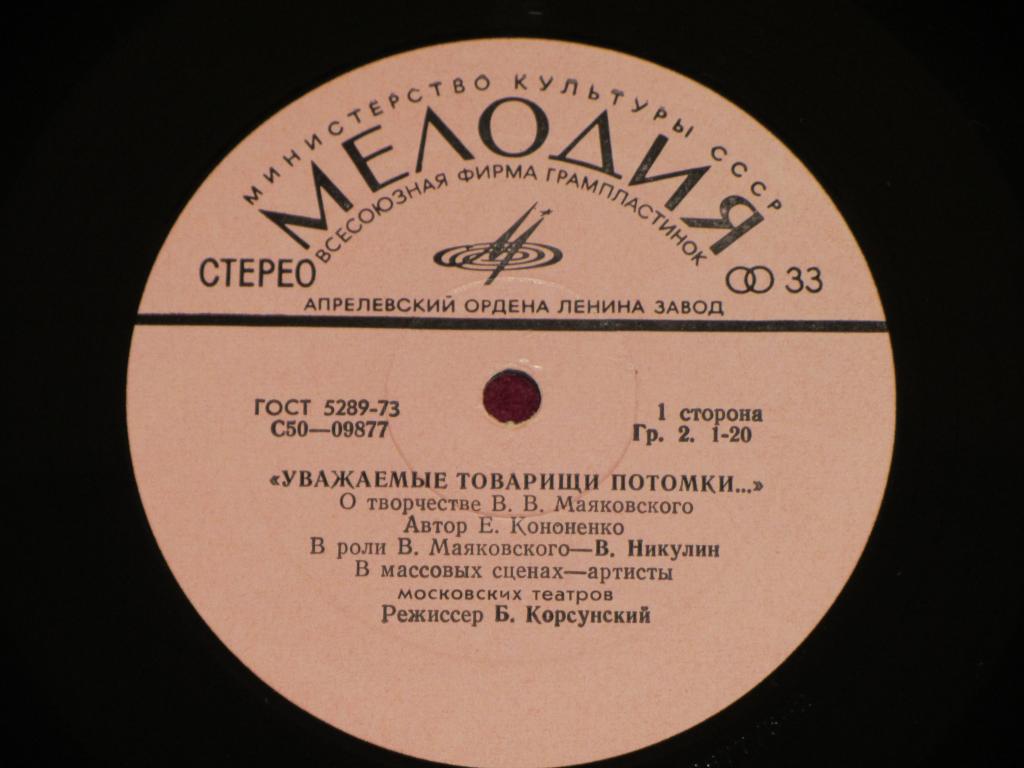 МИНИСТЕРСТВО КУЛЬТУРЫ СССР
МЕЛОДИЯ
ВСЕСОЮЗНАЯ ФИРМА ГРАМПЛАСТИНОК
СТЕРЕО
33
АПРЕЛЕВСКИЙ ОРДЕНА ЛЕНИНА ЗАВОД
ГОСТ 5289-73
С50—09877
1 сторона
Гр. 2. 1-20
«УВАЖАЕМЫЕ ТОВАРИЩИ ПОТОМКИ...»
О творчестве В. В. Маяковского
Автор Е. Кононенко
В роли В. Маяковского—В. Никулин
В массовых сценах—артисты
московских театров
Режиссер Б. Корсунский